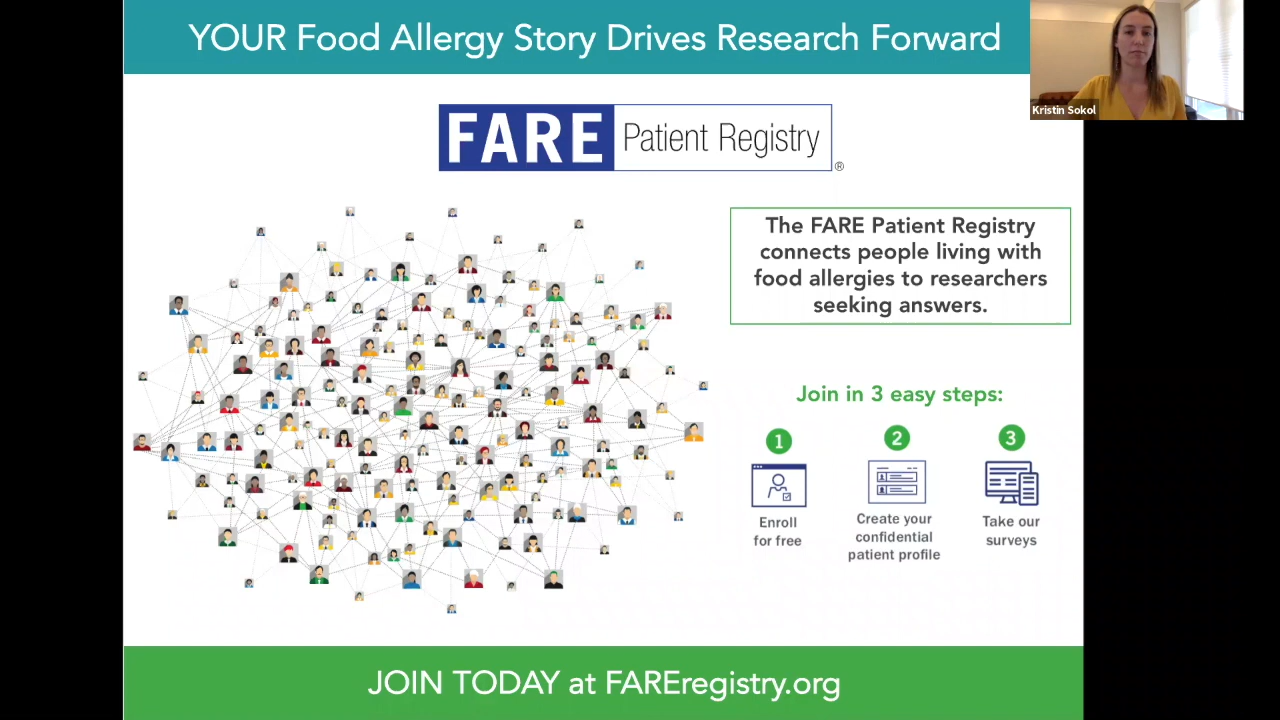 YOUR Food Allergy Story Drives Research Forward
Kristin Sokol
FARE Patient Registry
®
The FARE Patient Registry
connects people living with
food allergies to researchers
seeking answers.
Join in 3 easy steps:
1
Enroll
for free
2
Create your
confidential
patient profile
3
Take our
surveys
JOIN TODAY at FAREregistry.org